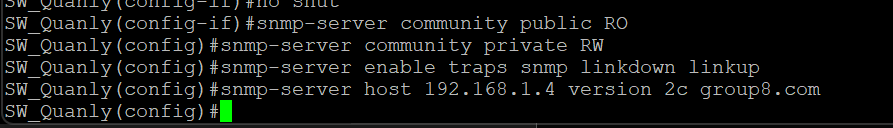 SW_Quanly(config-if)#no shut
SW_Quanly(config-if)#snmp-server community public RO
SW_Quanly(config)#snmp-server community private RW
SW_Quanly(config)#snmp-server enable traps snmp linkdown linkup
SW_Quanly(config)#snmp-server host 192.168.1.4 version 2c group8.com
SW_Quanly(config)#